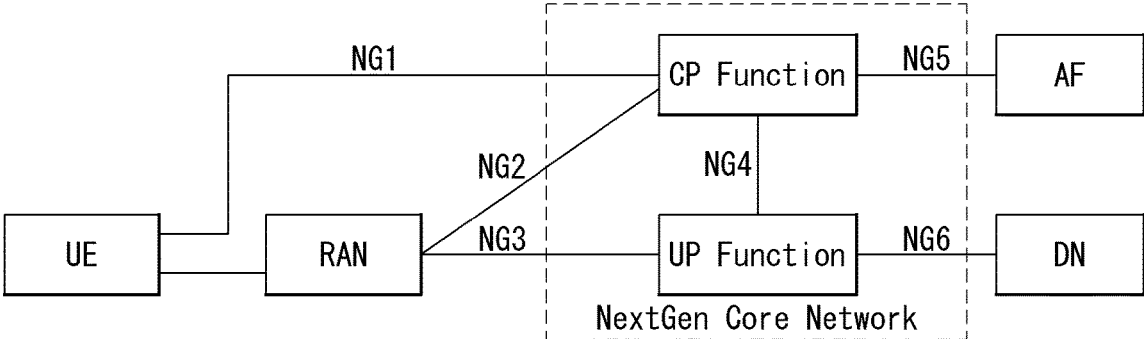 NG1
CP Function
NG5
AF
NG2
NG4
UE
RAN
NG3
UP Function
NG6
DN
NextGen Core Network